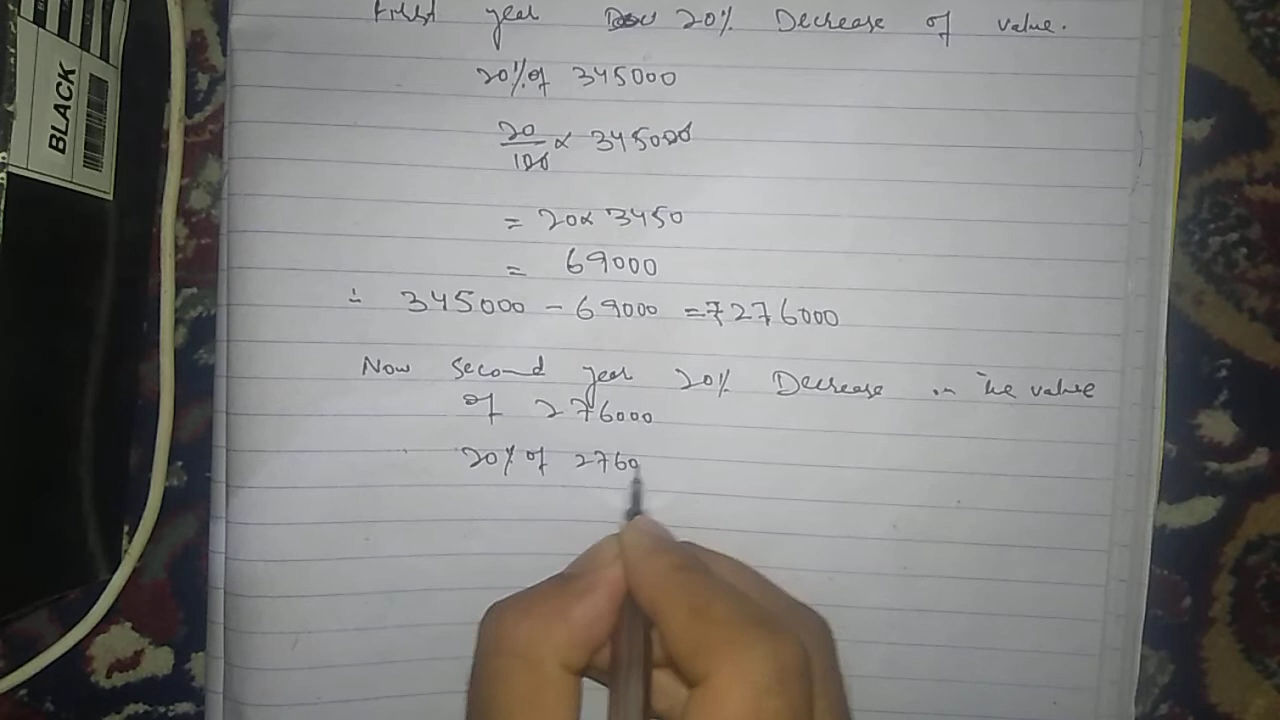 BLACK
First year 20% Decrease of value.
20% of 345000
20/100 × 345000
= 20 × 3450
= 69000
∴ 345000 - 69000 = ₹276000
Now second year 20% Decrease in the value
of 276000
20% of 2760